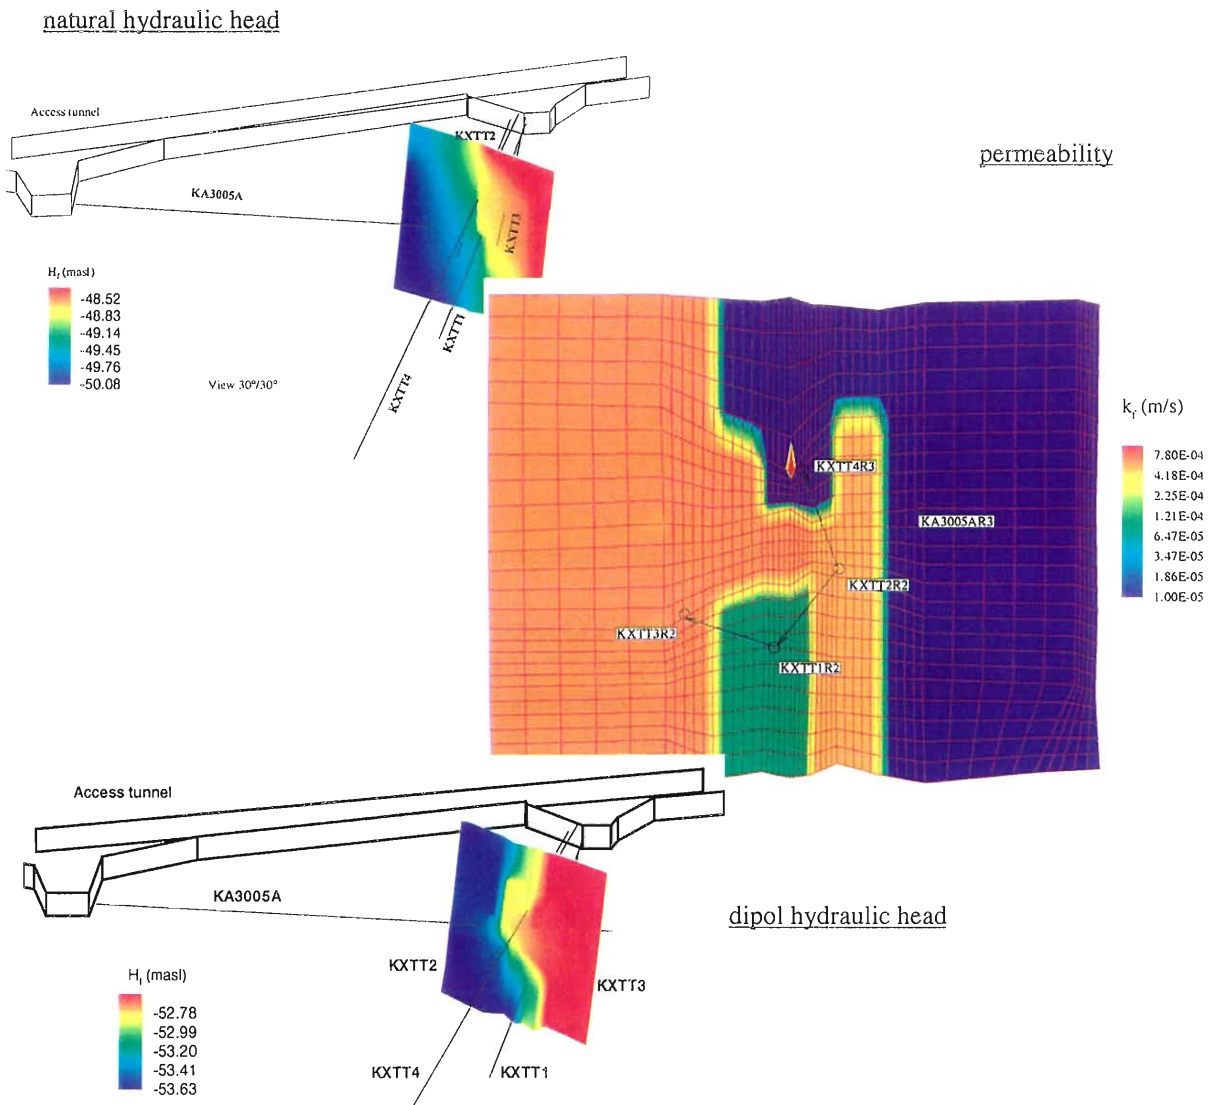 natural hydraulic head
Access tunnel
KXTT2
permeability
KA3005A
KXTT3
Hf (masl)
-48.52
-48.83
-49.14
-49.45
-49.76
-50.08
View 30°/30°
KXTT1
KXTT4
kf (m/s)
7.80E-04
4.18E-04
2.25E-04
1.21E-04
6.47E-05
3.47E-05
1.86E-05
1.00E-05
KXTT4R3
KA3005AR3
KXTT2R2
KXTT3R2
KXTT1R2
Access tunnel
KA3005A
dipol hydraulic head
KXTT2
KXTT3
Hf (masl)
-52.78
-52.99
-53.20
-53.41
-53.63
KXTT4
KXTT1